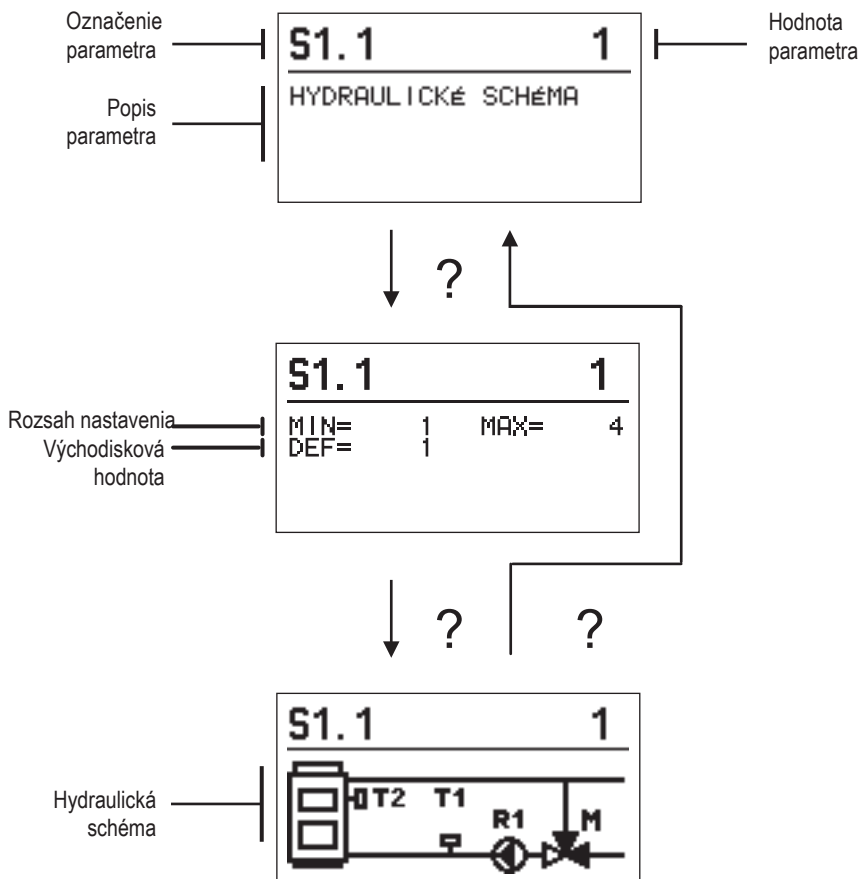 Označenie
parametra
S1.1 1
Hodnota
parametra
Popis
parametra
HYDRAULICKÉ SCHÉMA
?
S1.1 1
Rozsah nastavenia
MIN= 1 MAX= 4
Východisková
hodnota
DEF= 1
? ?
S1.1 1
Hydraulická
schéma
T2 T1
R1 M